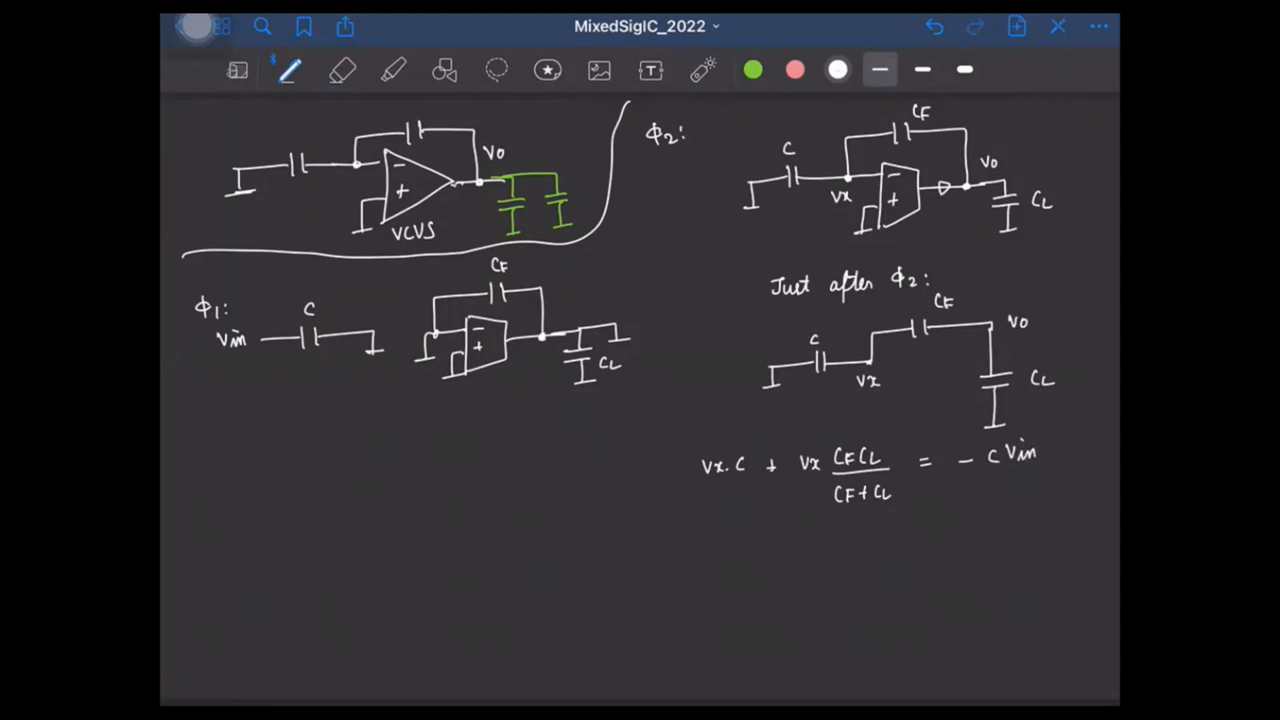 MixedSigIC_2022
T
Vo
VCVS
Φ1:
Vin
C
CF
CL
Φ2:
CF
C
Vx
Vo
CL
Just after Φ2:
CF
C
Vx
Vo
CL
Vx.C + Vx CFCL / CF+CL = - C Vin